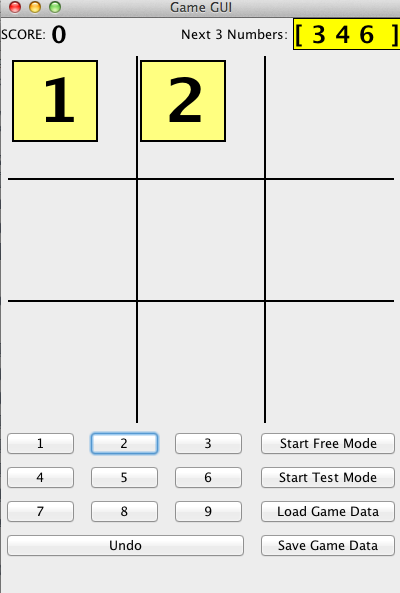 Game GUI
SCORE: 0 Next 3 Numbers: [ 3 4 6 ]
1 2
1 2 3 Start Free Mode
4 5 6 Start Test Mode
7 8 9 Load Game Data
Undo Save Game Data